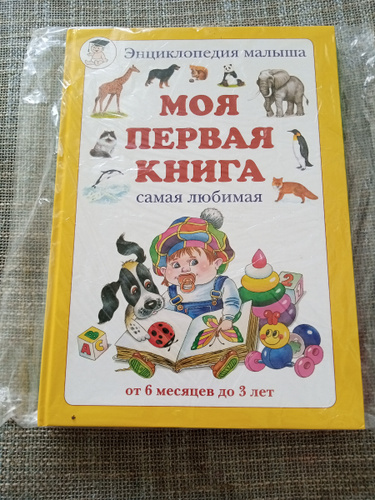 Энциклопедия малыша
МОЯ
ПЕРВАЯ
КНИГА
самая любимая
от 6 месяцев до 3 лет